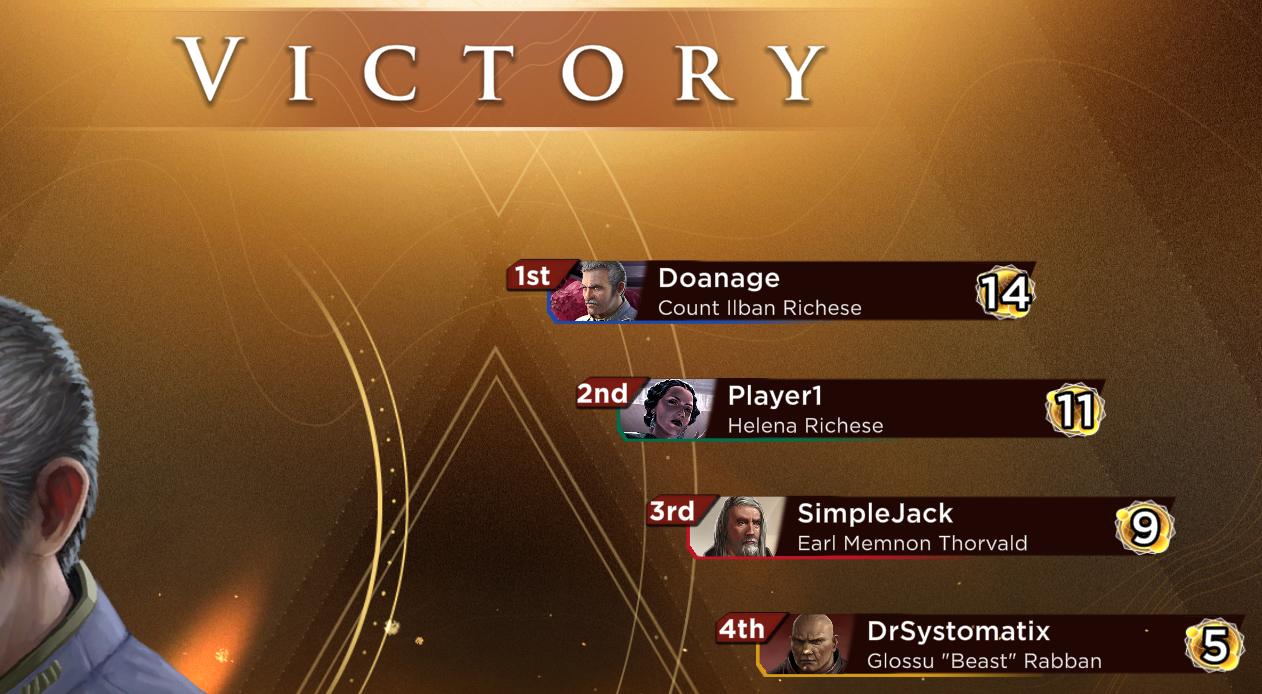 VICTORY
1st
Doanage
Count Ilban Richese
14
2nd
Player1
Helena Richese
11
3rd
SimpleJack
Earl Memnon Thorvald
9
4th
DrSystomatix
Glossu "Beast" Rabban
5